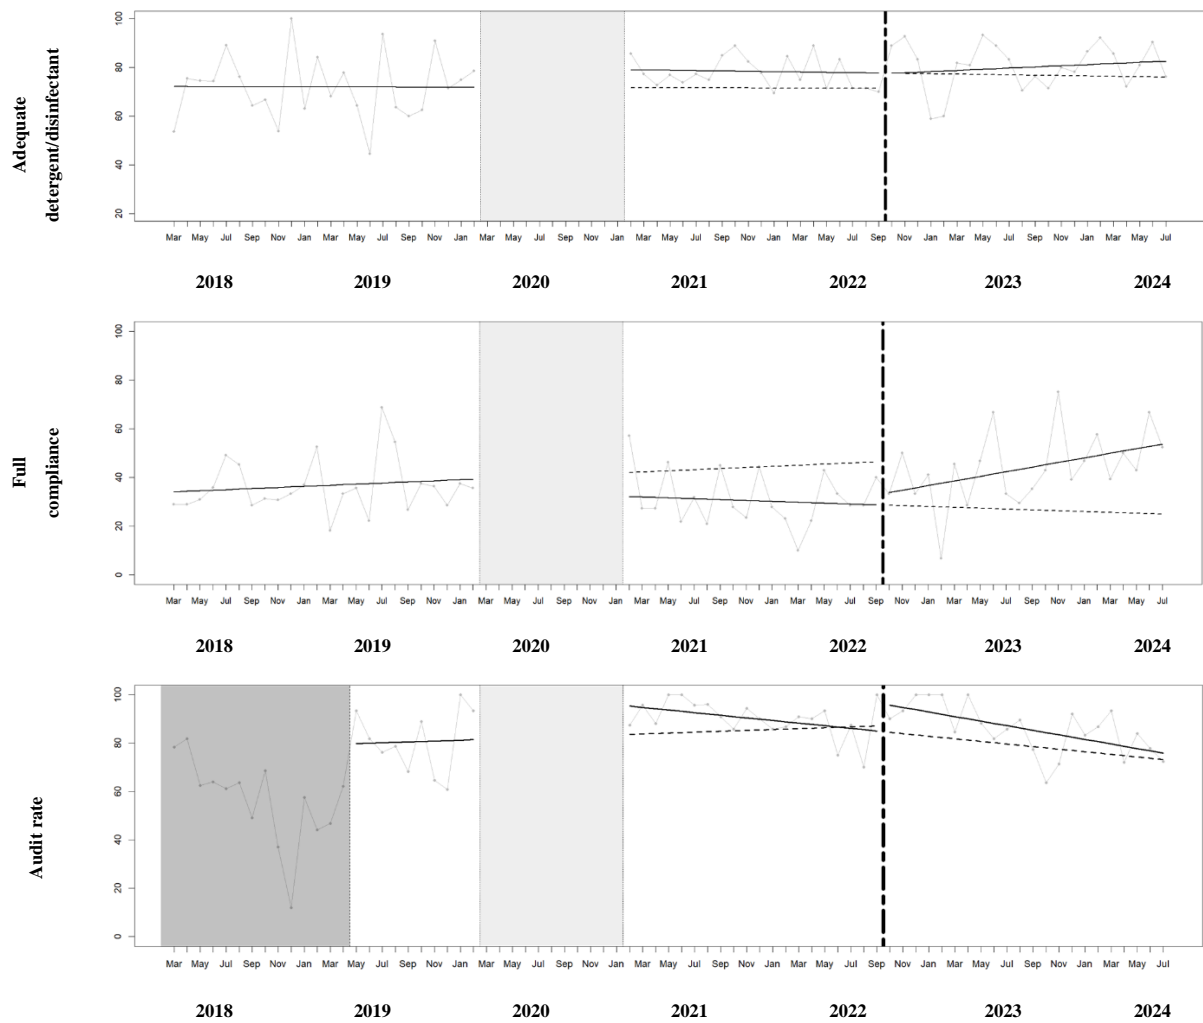 100
80
60
40
20
Adequate
detergent/disinfectant
Mar May Jul Sep Nov Jan Mar May Jul Sep Nov Jan Mar May Jul Sep Nov Jan Mar May Jul Sep Nov Jan Mar May Jul Sep Nov Jan Mar May Jul Sep Nov Jan Mar May Jul
2018 2019 2020 2021 2022 2023 2024
100
80
60
40
20
0
Full
compliance
Mar May Jul Sep Nov Jan Mar May Jul Sep Nov Jan Mar May Jul Sep Nov Jan Mar May Jul Sep Nov Jan Mar May Jul Sep Nov Jan Mar May Jul Sep Nov Jan Mar May Jul
2018 2019 2020 2021 2022 2023 2024
100
80
60
40
20
0
Audit rate
Mar May Jul Sep Nov Jan Mar May Jul Sep Nov Jan Mar May Jul Sep Nov Jan Mar May Jul Sep Nov Jan Mar May Jul Sep Nov Jan Mar May Jul Sep Nov Jan Mar May Jul
2018 2019 2020 2021 2022 2023 2024